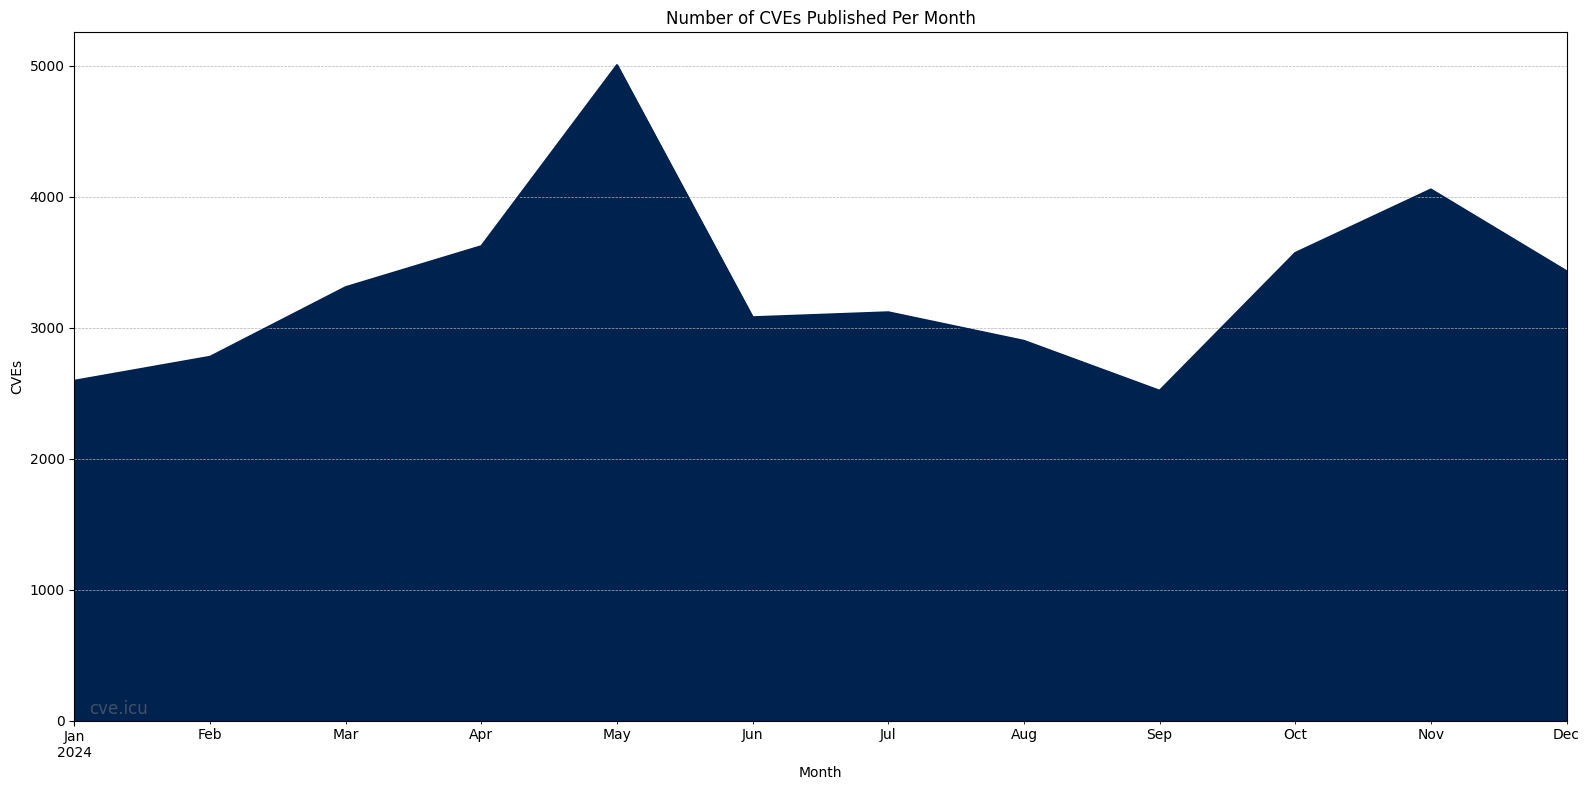 Number of CVEs Published Per Month
5000
4000
3000
2000
1000
0
CVEs
cve.icu
Jan Feb Mar Apr May Jun Jul Aug Sep Oct Nov Dec
2024
Month